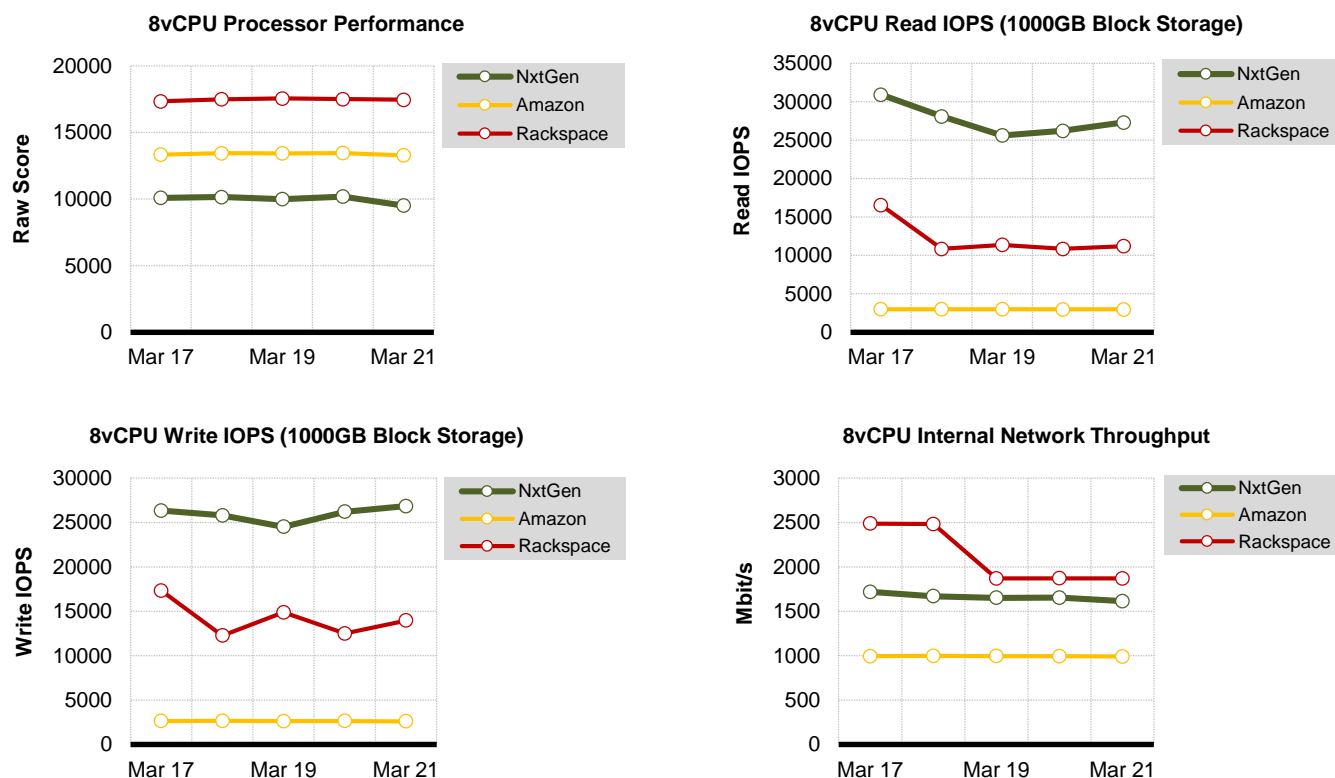 8vCPU Processor Performance
20000
15000
10000
5000
0
Raw Score
Mar 17 Mar 19 Mar 21
NxtGen
Amazon
Rackspace
8vCPU Read IOPS (1000GB Block Storage)
35000
30000
25000
20000
15000
10000
5000
0
Read IOPS
Mar 17 Mar 19 Mar 21
NxtGen
Amazon
Rackspace
8vCPU Write IOPS (1000GB Block Storage)
30000
25000
20000
15000
10000
5000
0
Write IOPS
Mar 17 Mar 19 Mar 21
NxtGen
Amazon
Rackspace
8vCPU Internal Network Throughput
3000
2500
2000
1500
1000
500
0
Mbit/s
Mar 17 Mar 19 Mar 21
NxtGen
Amazon
Rackspace